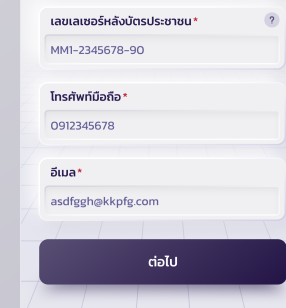 เลขเลเซอร์หลังบัตรประชาชน* ?
MM1-2345678-90
โทรศัพท์มือถือ*
0912345678
อีเมล*
asdfggh@kkpfg.com
ต่อไป